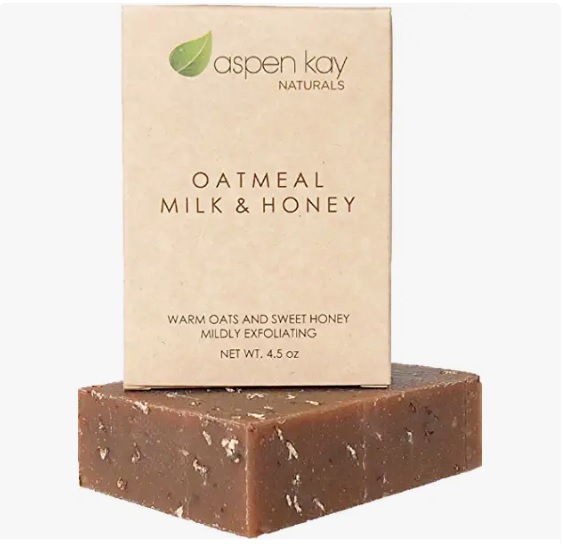 aspen kay
NATURALS
OATMEAL
MILK & HONEY
WARM OATS AND SWEET HONEY
MILDLY EXFOLIATING
NET WT. 4.5 oz